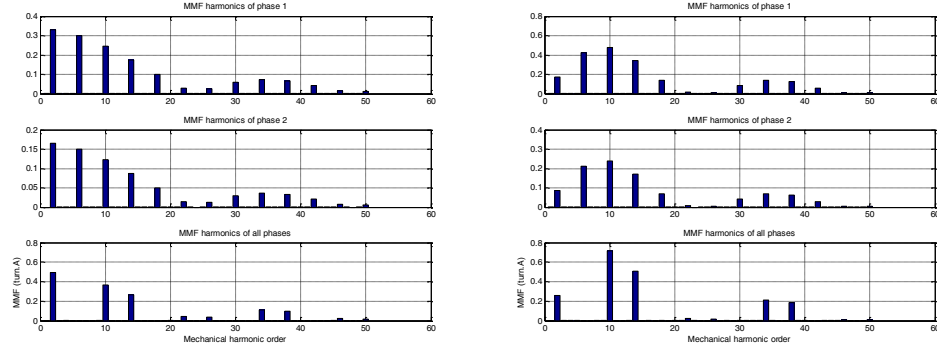 MMF harmonics of phase 1
0.4
0.3
0.2
0.1
0
0 10 20 30 40 50 60
MMF harmonics of phase 2
0.2
0.15
0.1
0.05
0
0 10 20 30 40 50 60
MMF harmonics of all phases
0.8
0.6
0.4
0.2
0
MMF (turn.A)
0 10 20 30 40 50 60
Mechanical harmonic order
MMF harmonics of phase 1
0.8
0.6
0.4
0.2
0
0 10 20 30 40 50 60
MMF harmonics of phase 2
0.4
0.3
0.2
0.1
0
0 10 20 30 40 50 60
MMF harmonics of all phases
0.8
0.6
0.4
0.2
0
MMF (turn.A)
0 10 20 30 40 50 60
Mechanical harmonic order